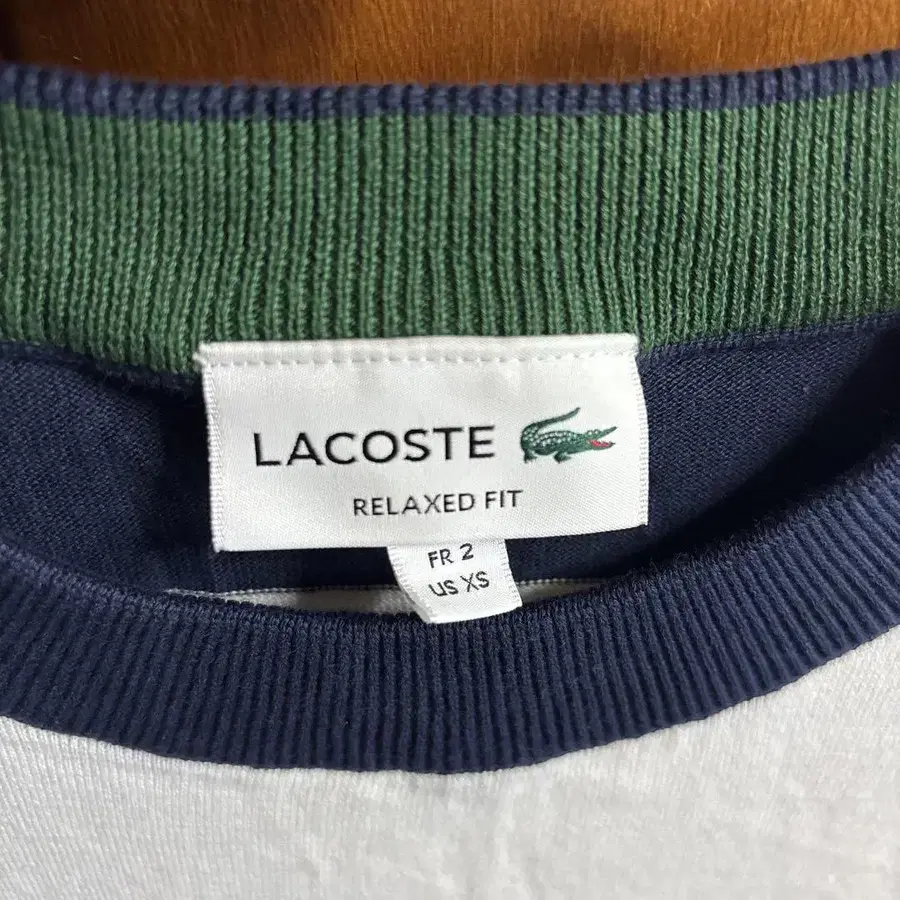 LACOSTE
RELAXED FIT
FR 2
US XS